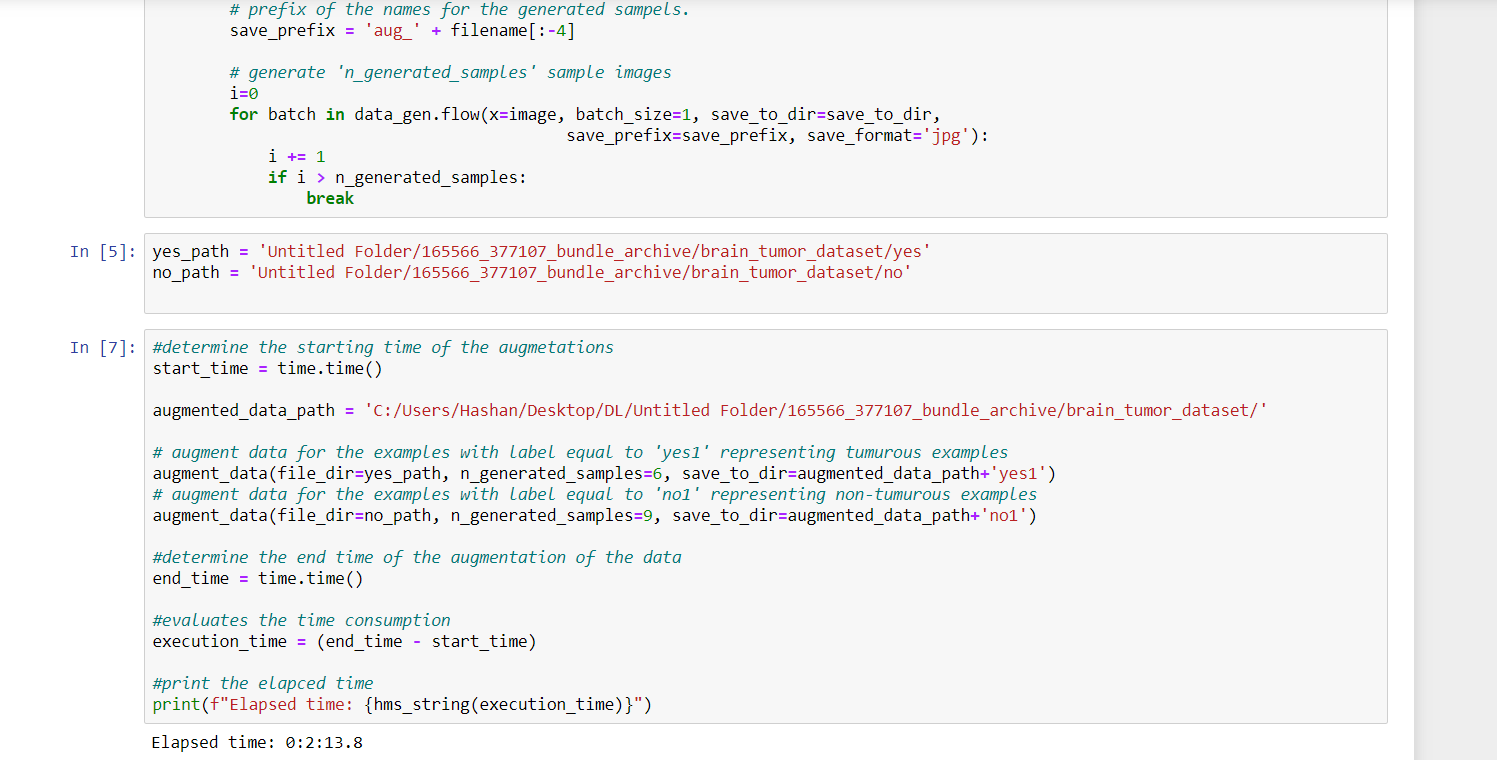 # prefix of the names for the generated sampels.
save_prefix = 'aug_' + filename[:-4]
# generate 'n_generated_samples' sample images
i=0
for batch in data_gen.flow(x=image, batch_size=1, save_to_dir=save_to_dir,
save_prefix=save_prefix, save_format='jpg'):
i += 1
if i > n_generated_samples:
break
In [5]: yes_path = 'Untitled Folder/165566_377107_bundle_archive/brain_tumor_dataset/yes'
no_path = 'Untitled Folder/165566_377107_bundle_archive/brain_tumor_dataset/no'
In [7]: #determine the starting time of the augmetations
start_time = time.time()
augmented_data_path = 'C:/Users/Hashan/Desktop/DL/Untitled Folder/165566_377107_bundle_archive/brain_tumor_dataset/'
# augment data for the examples with label equal to 'yes1' representing tumurous examples
augment_data(file_dir=yes_path, n_generated_samples=6, save_to_dir=augmented_data_path+'yes1')
# augment data for the examples with label equal to 'no1' representing non-tumurous examples
augment_data(file_dir=no_path, n_generated_samples=9, save_to_dir=augmented_data_path+'no1')
#determine the end time of the augmentation of the data
end_time = time.time()
#evaluates the time consumption
execution_time = (end_time - start_time)
#print the elapced time
print(f"Elapsed time: {hms_string(execution_time)}")
Elapsed time: 0:2:13.8